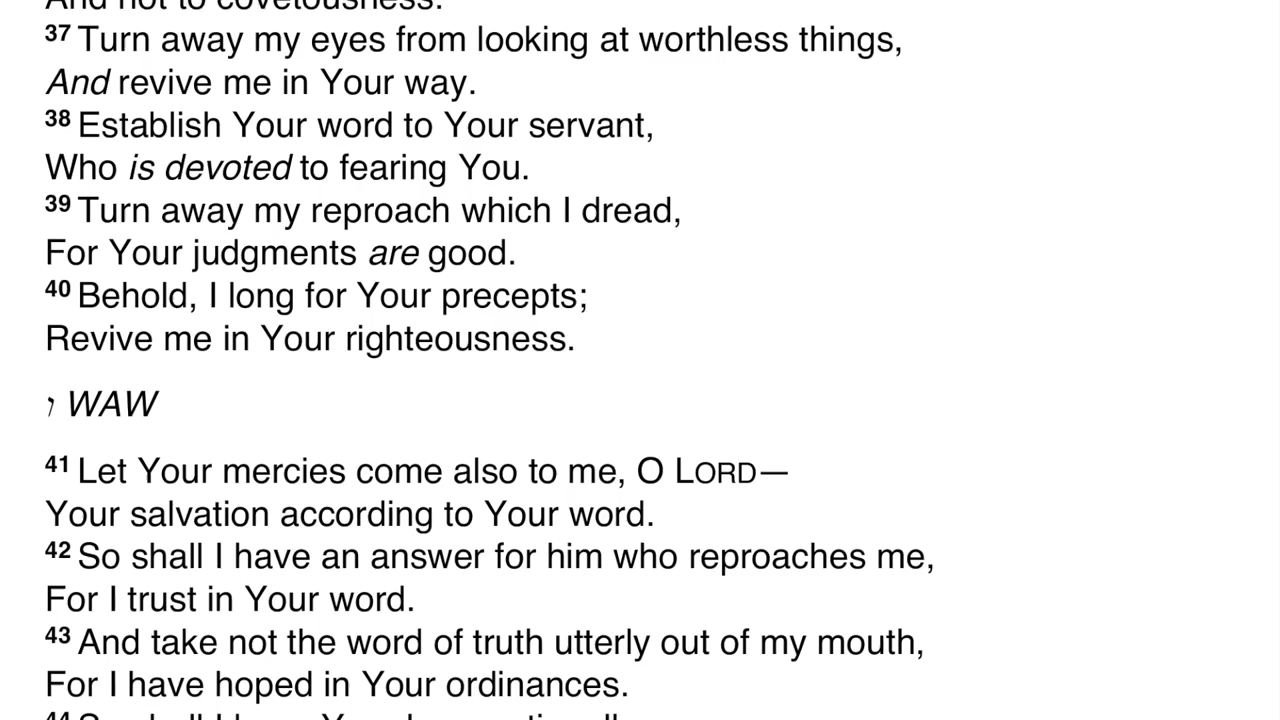 And not to covetousness.
37 Turn away my eyes from looking at worthless things,
And revive me in Your way.
38 Establish Your word to Your servant,
Who is devoted to fearing You.
39 Turn away my reproach which I dread,
For Your judgments are good.
40 Behold, I long for Your precepts;
Revive me in Your righteousness.
ו WAW
41 Let Your mercies come also to me, O LORD—
Your salvation according to Your word.
42 So shall I have an answer for him who reproaches me,
For I trust in Your word.
43 And take not the word of truth utterly out of my mouth,
For I have hoped in Your ordinances.